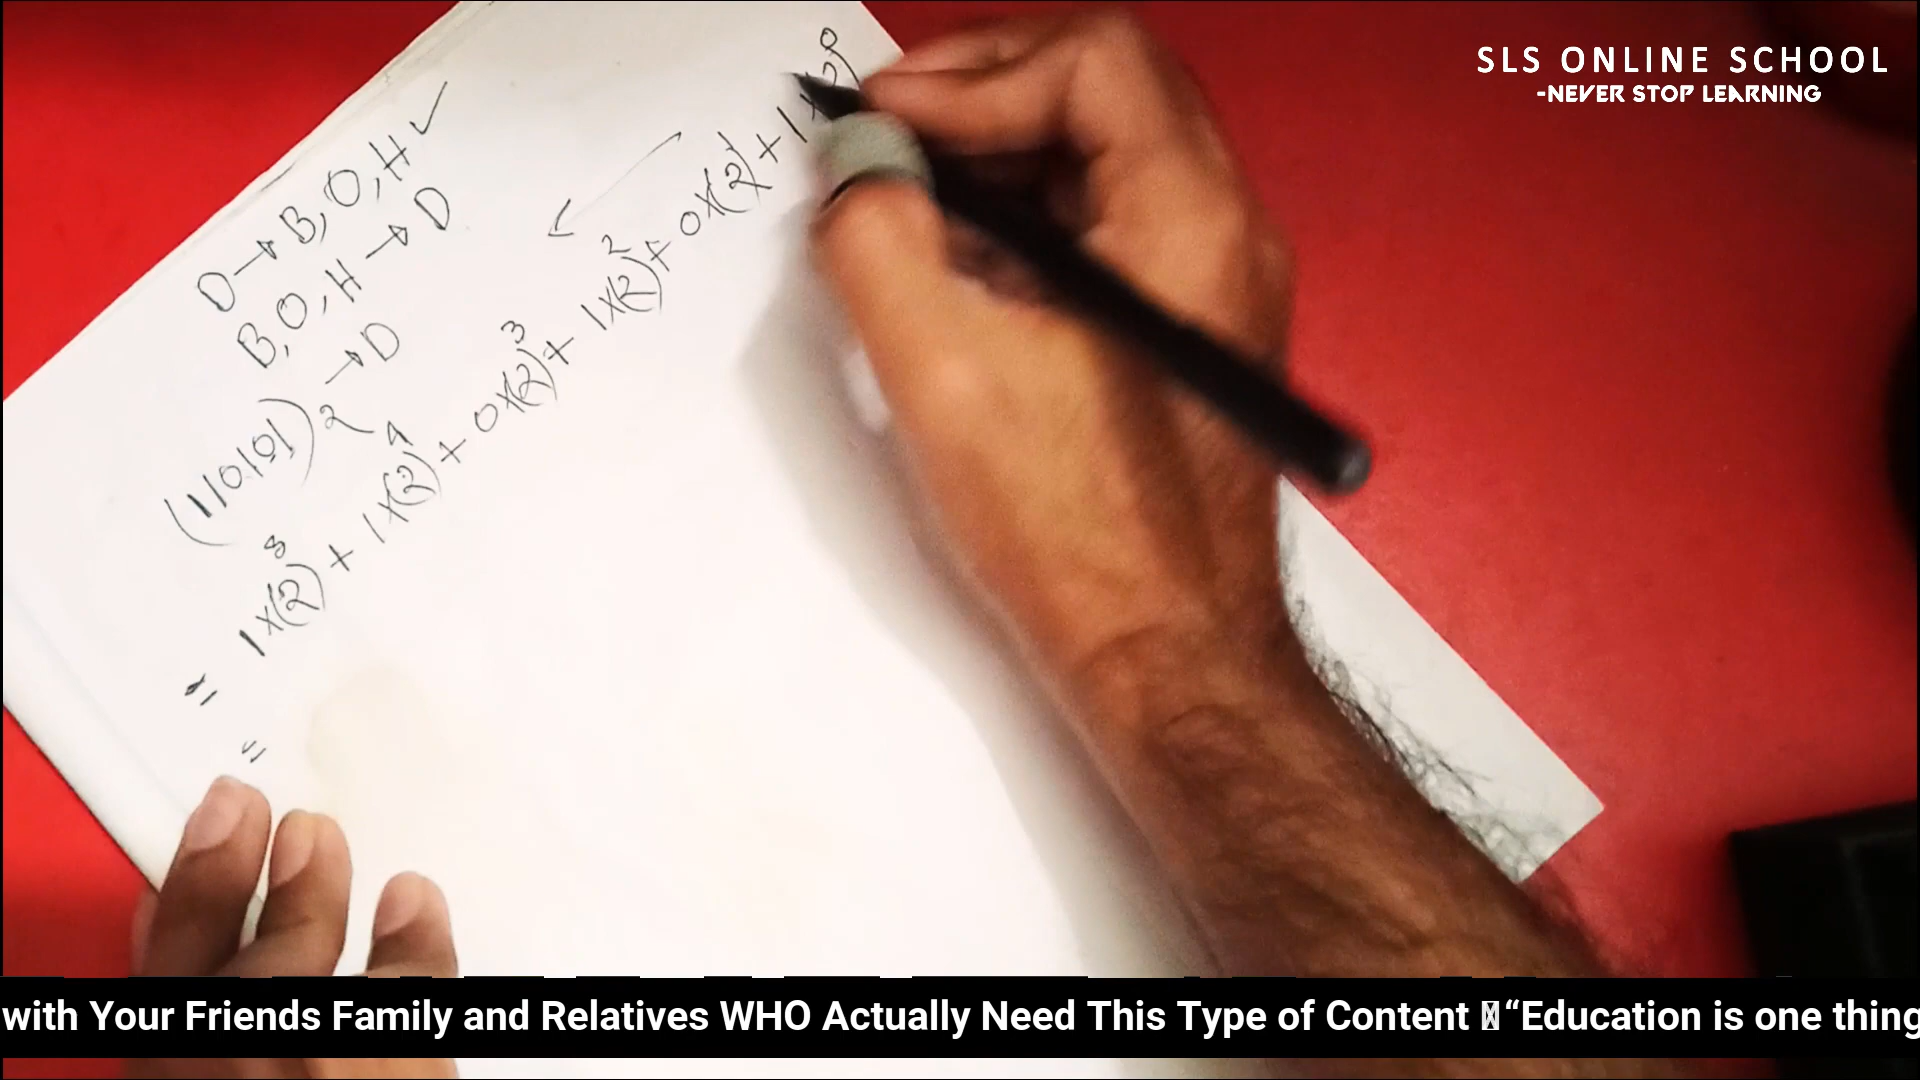 SLS ONLINE SCHOOL
-NEVER STOP LEARNING
D→B,O,H✓
B,O,H→D
(110101)2→D
= 1×(2)⁸+1×(2)⁴+0×(2)³+1×(2)²+0×(2)¹+1×(2)⁰
=
with Your Friends Family and Relatives WHO Actually Need This Type of Content “Education is one thing